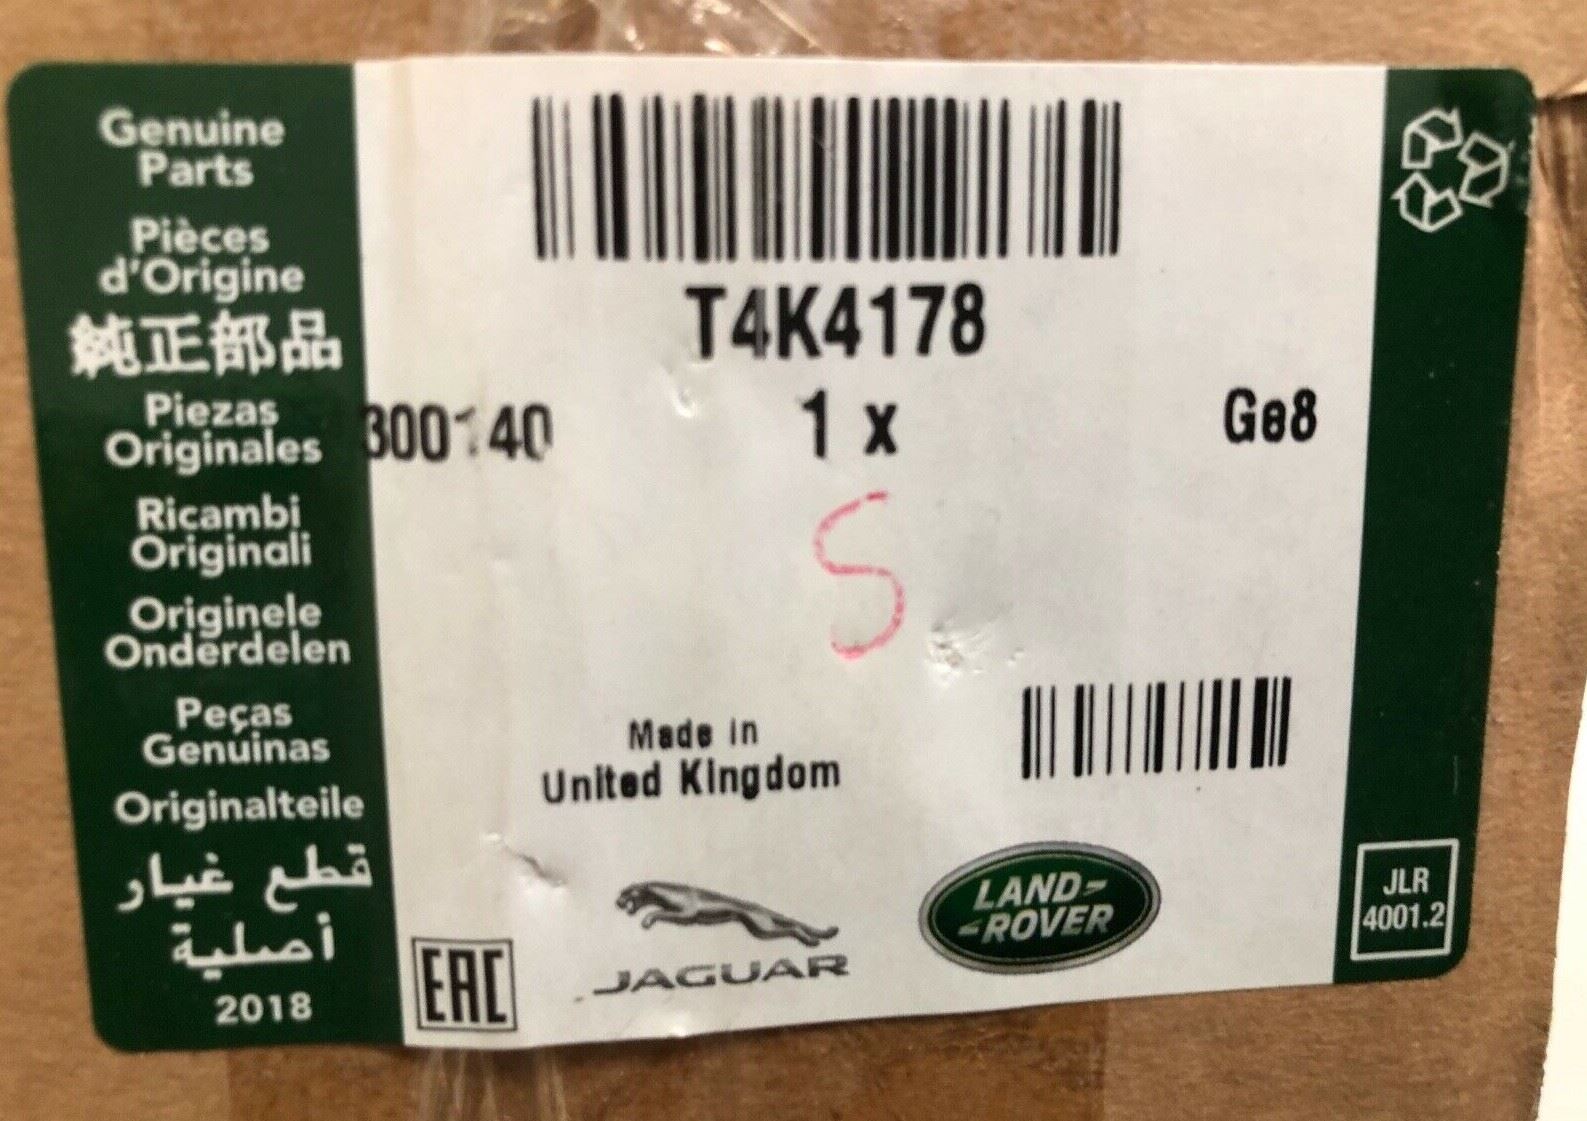 Genuine
Parts
Pièces
d'Origine
純正部品
Piezas
Originales
Ricambi
Originali
Originele
Onderdelen
Peças
Genuinas
Originalteile
قطع غيار
أصلية
2018
T4K4178
300140
1 x
Ge8
S
Made in
United Kingdom
EAC
JAGUAR
LAND-
-ROVER
JLR
4001.2